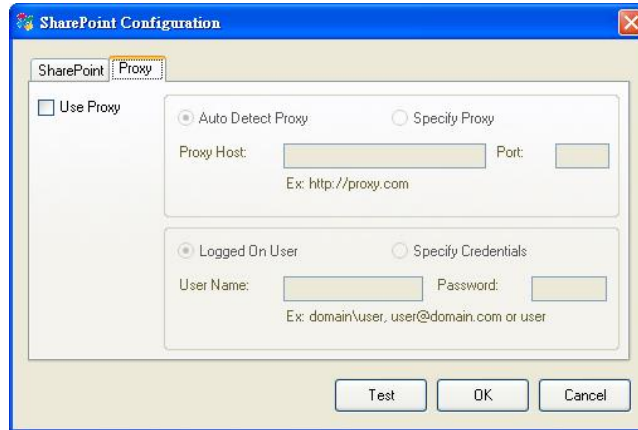 SharePoint Configuration
SharePoint Proxy
Use Proxy
Auto Detect Proxy Specify Proxy
Proxy Host: Port:
Ex: http://proxy.com
Logged On User Specify Credentials
User Name: Password:
Ex: domain\user, user@domain.com or user
Test OK Cancel